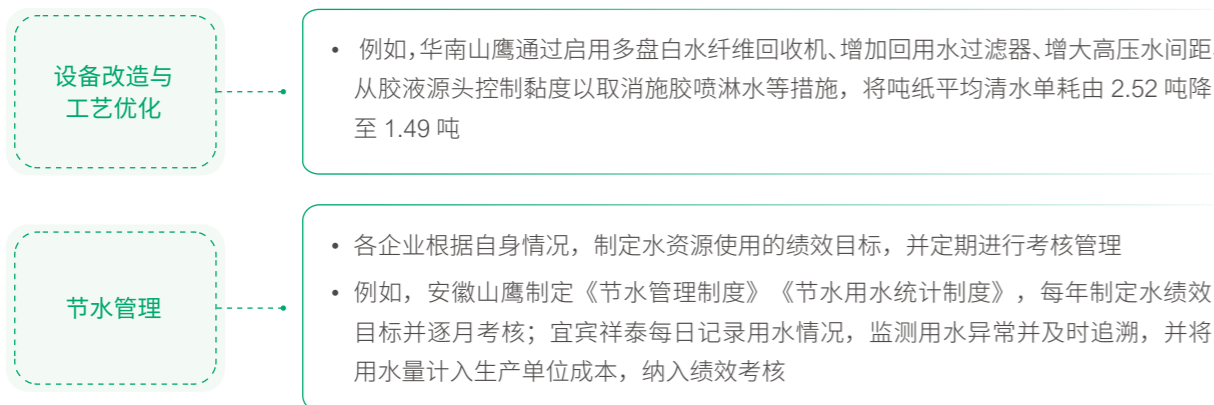 设备改造与
工艺优化
• 例如，华南山鹰通过启用多盘白水纤维回收机、增加回用水过滤器、增大高压水间距、
从胶液源头控制黏度以取消施胶喷淋水等措施，将吨纸平均清水单耗由 2.52 吨降
至 1.49 吨
节水管理
• 各企业根据自身情况，制定水资源使用的绩效目标，并定期进行考核管理
• 例如，安徽山鹰制定《节水管理制度》《节水用水统计制度》，每年制定水绩效
目标并逐月考核；宜宾祥泰每日记录用水情况，监测用水异常并及时追溯，并将
用水量计入生产单位成本，纳入绩效考核